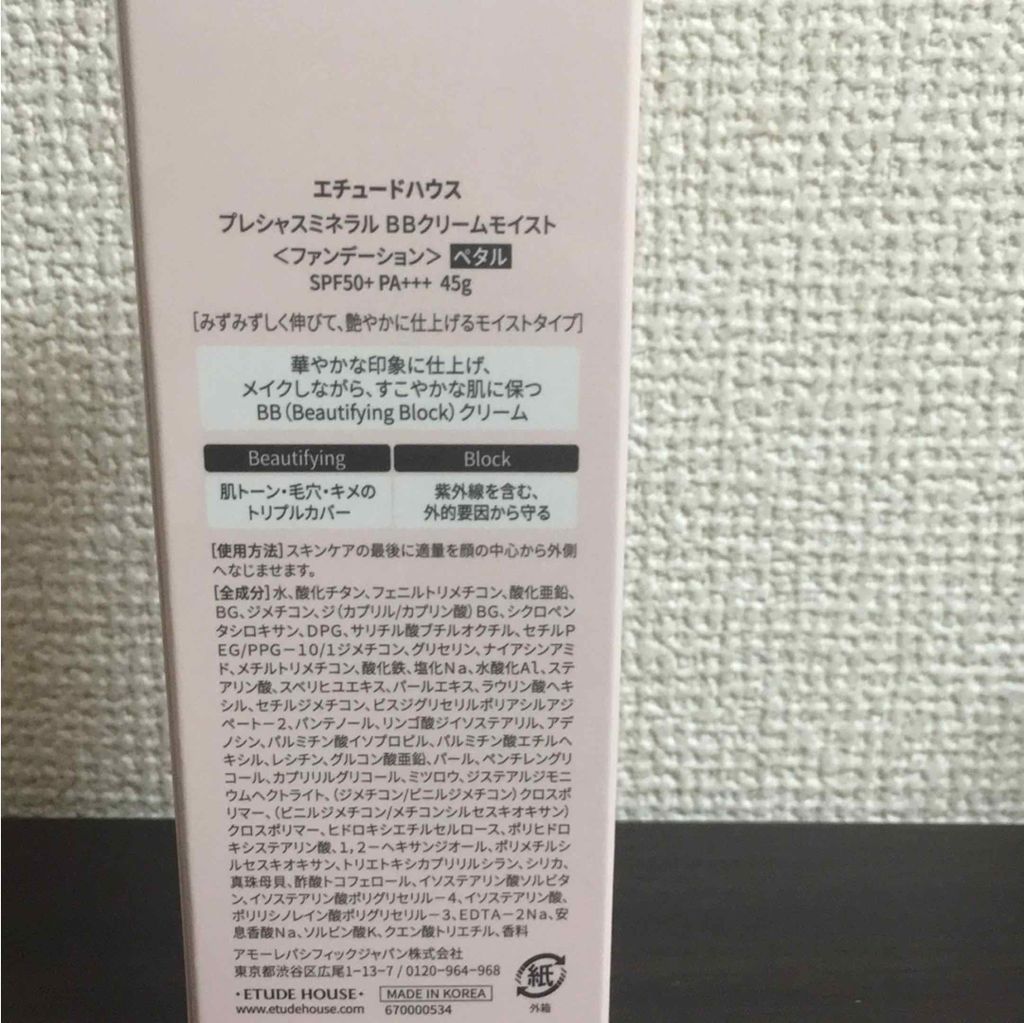 エチュードハウス
プレシャスミネラル BBクリームモイスト
＜ファンデーション＞ ペタル
SPF50+ PA+++ 45g
[みずみずしく伸びて、艶やかに仕上げるモイストタイプ]
華やかな印象に仕上げ、
メイクしながら、すこやかな肌に保つ
BB（Beautifying Block）クリーム
Beautifying Block
肌トーン・毛穴・キメの 紫外線を含む、
トリプルカバー 外的要因から守る
[使用方法]スキンケアの最後に適量を顔の中心から外側
へなじませます。
[全成分]水、酸化チタン、フェニルトリメチコン、酸化亜鉛、
BG、ジメチコン、ジ（カプリル/カプリン酸）BG、シクロペン
タシロキサン、DPG、サリチル酸ブチルオクチル、セチルP
EG/PPG－10/1ジメチコン、グリセリン、ナイアシンアミ
ド、メチルトリメチコン、酸化鉄、塩化Na、水酸化Al、ステ
アリン酸、スベリヒユエキス、パールエキス、ラウリン酸ヘキ
シル、セチルジメチコン、ビスジグリセリルポリアシルアジ
ペート－2、パンテノール、リンゴ酸ジイソステアリル、アデ
ノシン、パルミチン酸イソプロピル、パルミチン酸エチルヘ
キシル、レシチン、グルコン酸亜鉛、パール、ペンチレングリ
コール、カプリリルグリコール、ミツロウ、ジステアルジモニ
ウムヘクトライト、（ジメチコン/ビニルジメチコン）クロスポ
リマー、（ビニルジメチコン/メチコンシルセスキオキサン）
クロスポリマー、ヒドロキシエチルセルロース、ポリヒドロ
キシステアリン酸、1，2－ヘキサンジオール、ポリメチルシ
ルセスキオキサン、トリエトキシカプリリルシラン、シリカ、
真珠母貝、酢酸トコフェロール、イソステアリン酸ソルビタ
ン、イソステアリン酸ポリグリセリル－4、イソステアリン酸、
ポリリシノレイン酸ポリグリセリル－3、EDTA－2Na、安
息香酸Na、ソルビン酸K、クエン酸トリエチル、香料
アモーレパシフィックジャパン株式会社
東京都渋谷区広尾1-13-7 / 0120-964-968
・ETUDE HOUSE・ MADE IN KOREA
www.etudehouse.com 670000534
紙
外箱